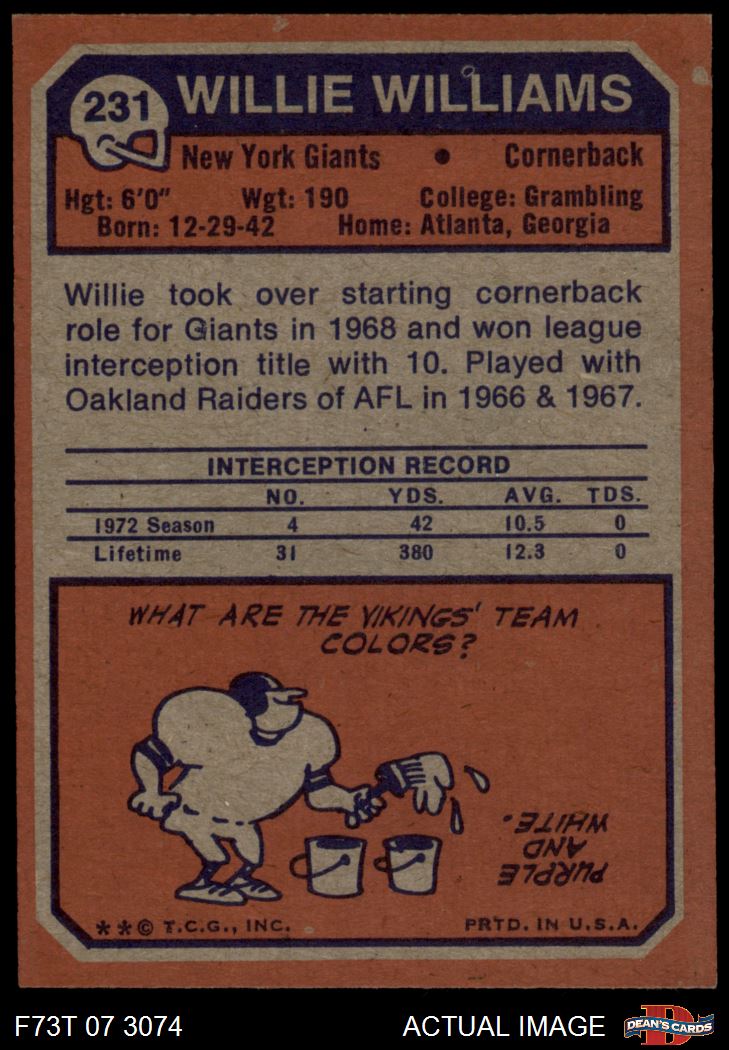 231 WILLIE WILLIAMS
New York Giants • Cornerback
Hgt: 6'0" Wgt: 190 College: Grambling
Born: 12-29-42 Home: Atlanta, Georgia
Willie took over starting cornerback
role for Giants in 1968 and won league
interception title with 10. Played with
Oakland Raiders of AFL in 1966 & 1967.
INTERCEPTION RECORD
NO. YDS. AVG. TDS.
1972 Season 4 42 10.5 0
Lifetime 31 380 12.3 0
WHAT ARE THE VIKINGS' TEAM
COLORS?
PURPLE
AND
WHITE.
**© T.C.G., INC. PRTD. IN U.S.A.
F73T 07 3074 ACTUAL IMAGE DEAN'S CARDS